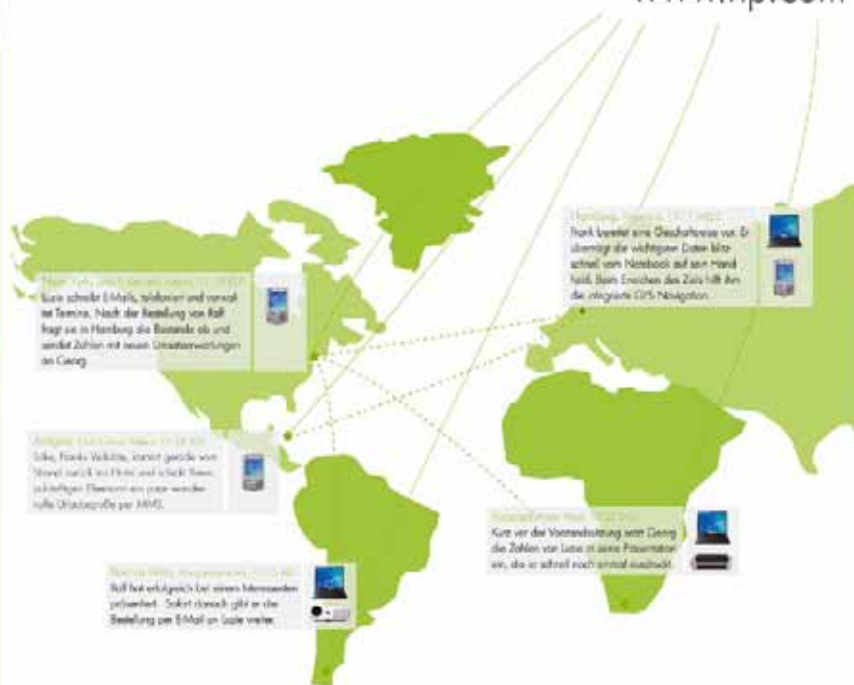 Luzie schreibt E-Mails, telefoniert und verwal-
tet Termine. Nach der Bestellung von Ralf
fragt sie in Hamburg die Bestände ab und
sendet Zahlen mit neuen Umsatzerwartungen
an Georg.
Frank bereitet eine Geschäftsreise vor. Er
überträgt die wichtigsten Daten blitz-
schnell vom Notebook auf sein Hand
held. Beim Erreichen des Ziels hilft ihm
die integrierte GPS Navigation.
Silke, Franks Verlobte, kommt gerade vom
Strand zurück ins Hotel und schickt ihrem
zukünftigen Ehemann ein paar wunder-
volle Urlaubsgrüße per MMS.
Kurz vor der Vorstandssitzung setzt Georg
die Zahlen von Luzie in seine Präsentation
ein, die er schnell noch einmal ausdruckt.
Ralf hat erfolgreich bei einem Interessenten
präsentiert. Sofort danach gibt er die
Bestellung per E-Mail an Luzie weiter.